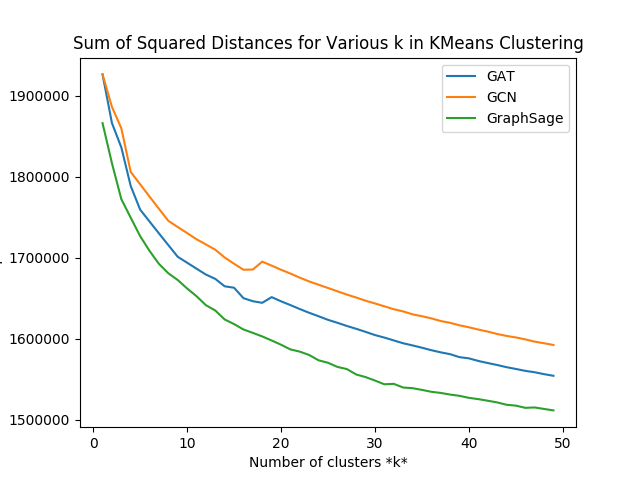 Sum of Squared Distances for Various k in KMeans Clustering
GAT
GCN
GraphSage
1900000
1800000
1700000
1600000
1500000
0 10 20 30 40 50
Number of clusters *k*